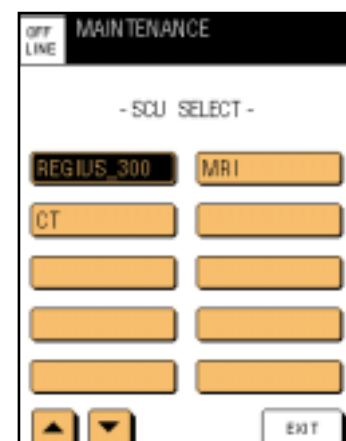 OFF
LINE
MAINTENANCE
- SCU SELECT -
REGIUS_300
MRI
CT
EXIT